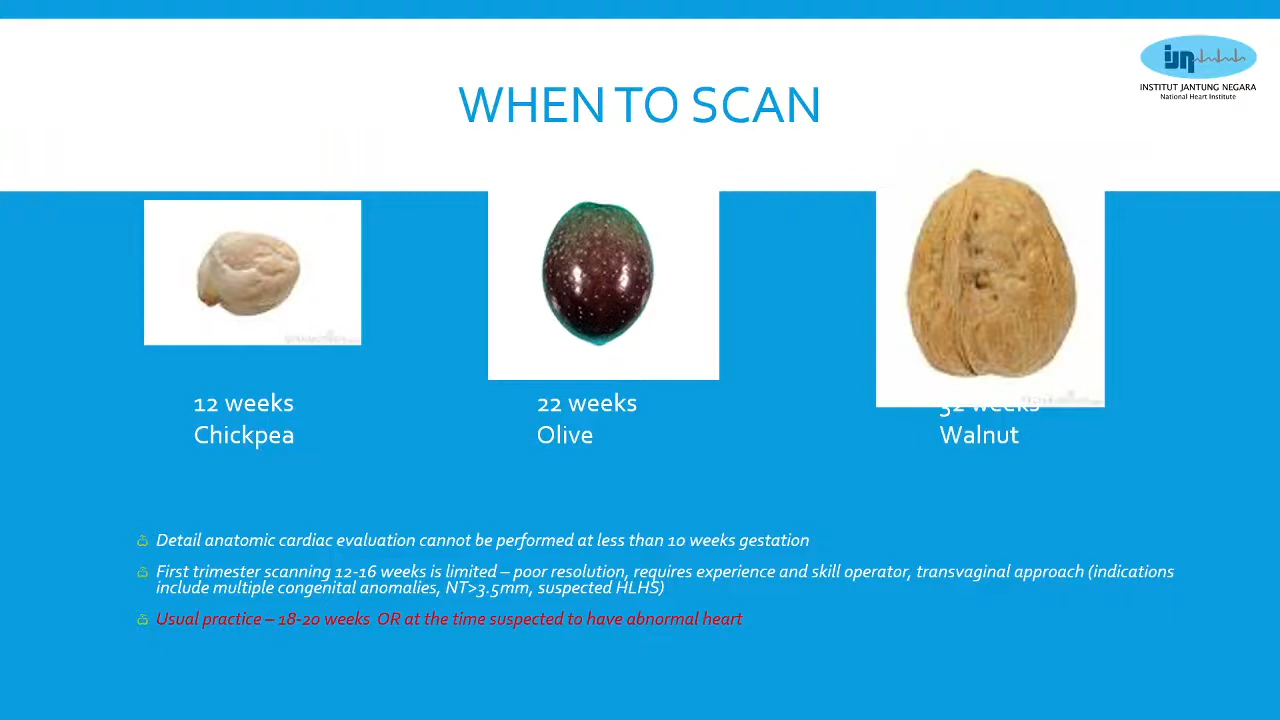 INSTITUT JANTUNG NEGARA
National Heart Institute
WHEN TO SCAN
12 weeks
Chickpea
22 weeks
Olive
32 weeks
Walnut
Detail anatomic cardiac evaluation cannot be performed at less than 10 weeks gestation
First trimester scanning 12-16 weeks is limited – poor resolution, requires experience and skill operator, transvaginal approach (indications
include multiple congenital anomalies, NT>3.5mm, suspected HLHS)
Usual practice – 18-20 weeks OR at the time suspected to have abnormal heart